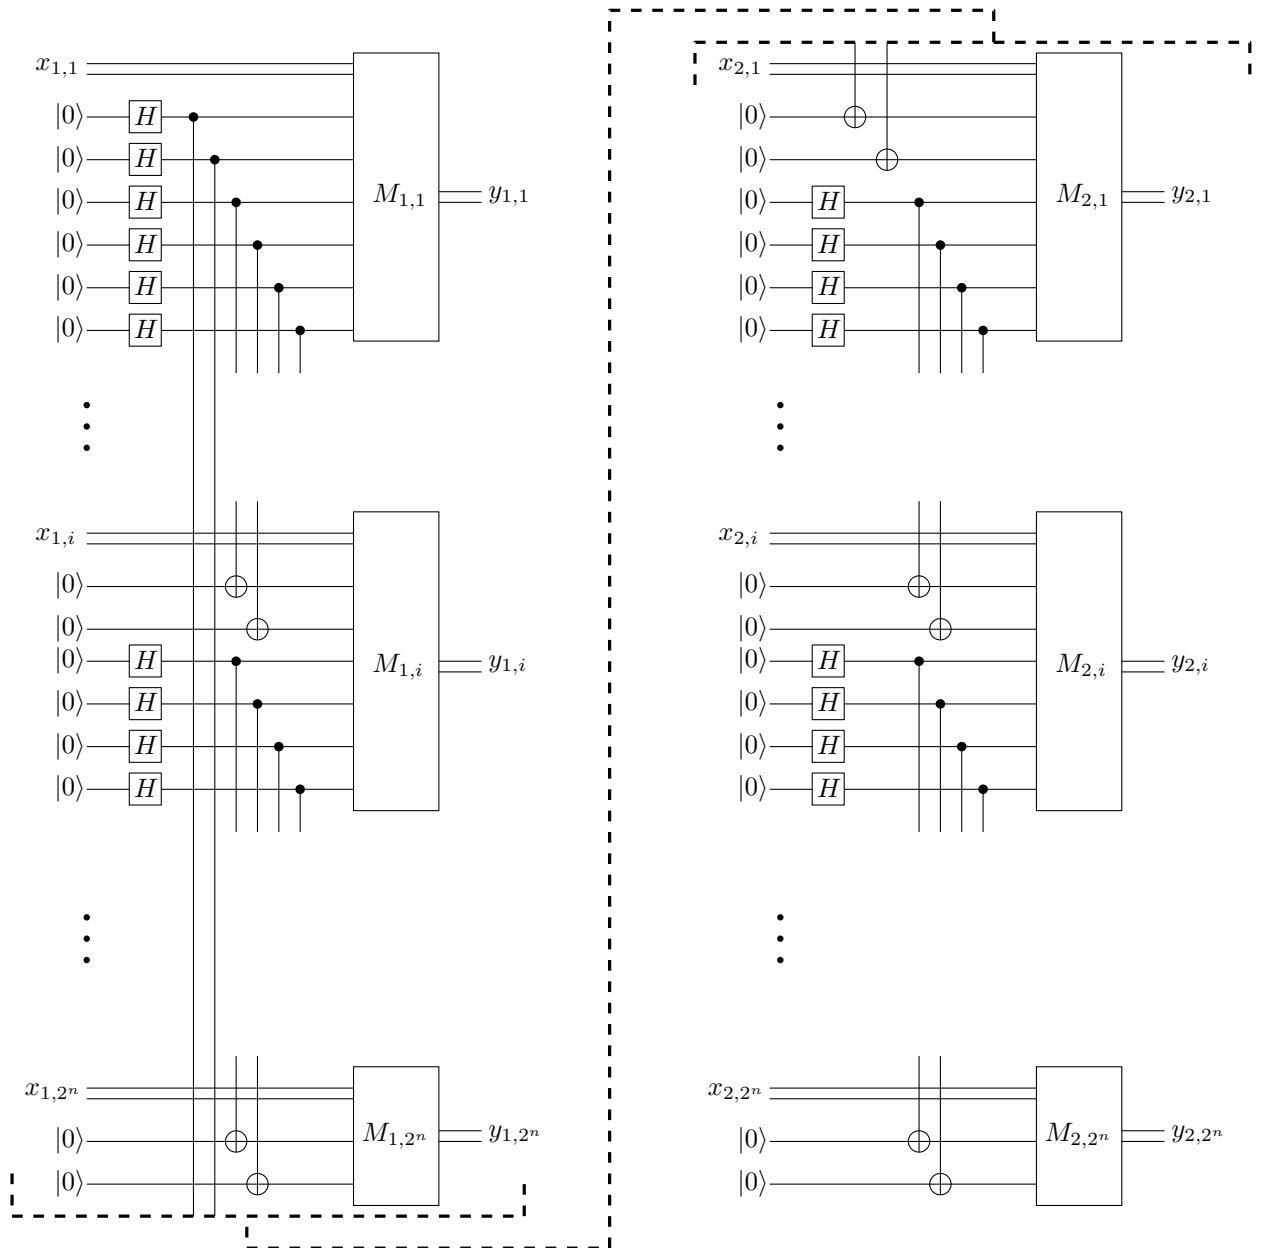 x_{1,1}
|0⟩ H
|0⟩ H
|0⟩ H M_{1,1} y_{1,1}
|0⟩ H
|0⟩ H
|0⟩ H
x_{1,i}
|0⟩
|0⟩
|0⟩ H M_{1,i} y_{1,i}
|0⟩ H
|0⟩ H
|0⟩ H
x_{1,2^n}
|0⟩ M_{1,2^n} y_{1,2^n}
|0⟩
x_{2,1}
|0⟩
|0⟩
|0⟩ H M_{2,1} y_{2,1}
|0⟩ H
|0⟩ H
|0⟩ H
x_{2,i}
|0⟩
|0⟩
|0⟩ H M_{2,i} y_{2,i}
|0⟩ H
|0⟩ H
|0⟩ H
x_{2,2^n}
|0⟩ M_{2,2^n} y_{2,2^n}
|0⟩